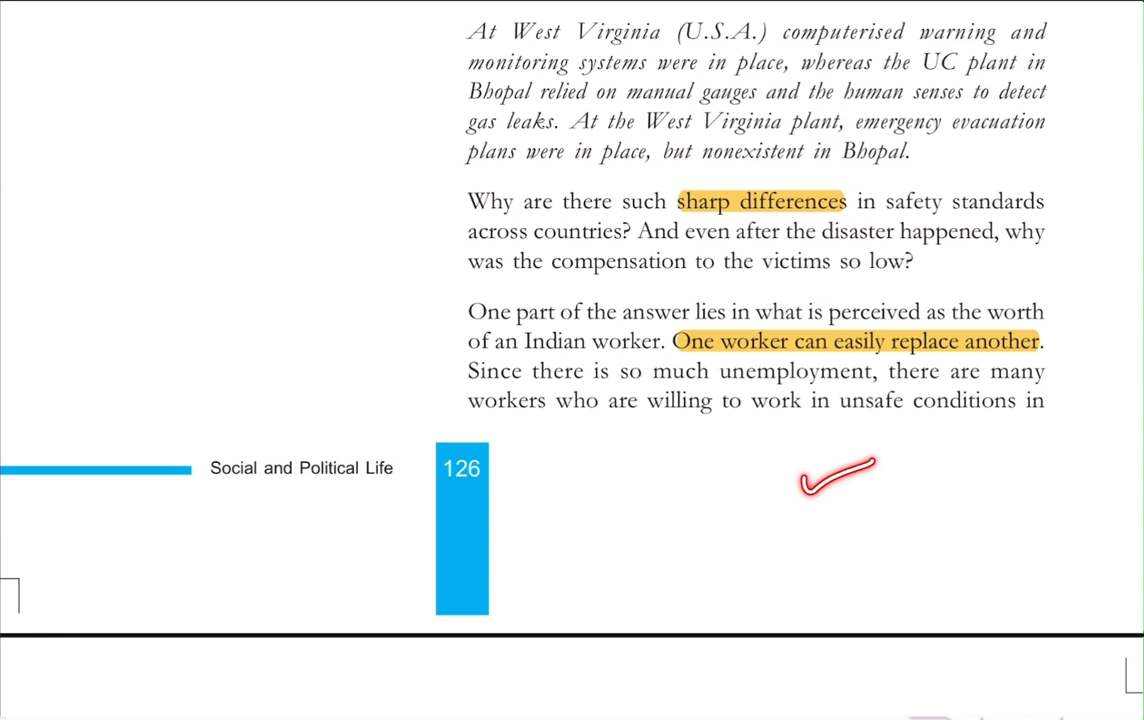 At West Virginia (U.S.A.) computerised warning and
monitoring systems were in place, whereas the UC plant in
Bhopal relied on manual gauges and the human senses to detect
gas leaks. At the West Virginia plant, emergency evacuation
plans were in place, but nonexistent in Bhopal.
Why are there such sharp differences in safety standards
across countries? And even after the disaster happened, why
was the compensation to the victims so low?
One part of the answer lies in what is perceived as the worth
of an Indian worker. One worker can easily replace another.
Since there is so much unemployment, there are many
workers who are willing to work in unsafe conditions in
Social and Political Life 126